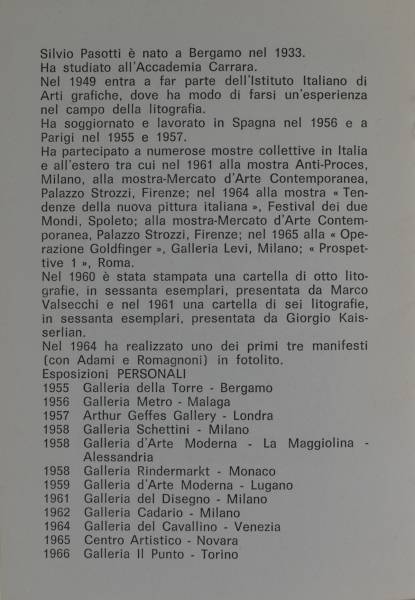 Silvio Pasotti è nato a Bergamo nel 1933.
Ha studiato all'Accademia Carrara.
Nel 1949 entra a far parte dell'Istituto Italiano di
Arti grafiche, dove ha modo di farsi un'esperienza
nel campo della litografia.
Ha soggiornato e lavorato in Spagna nel 1956 e a
Parigi nel 1955 e 1957.
Ha partecipato a numerose mostre collettive in Italia
e all'estero tra cui nel 1961 alla mostra Anti-Proces,
Milano, alla mostra-Mercato d'Arte Contemporanea,
Palazzo Strozzi, Firenze; nel 1964 alla mostra « Ten-
denze della nuova pittura italiana », Festival dei due
Mondi, Spoleto; alla mostra-Mercato d'Arte Contem-
poranea, Palazzo Strozzi, Firenze; nel 1965 alla « Ope-
razione Goldfinger », Galleria Levi, Milano; « Prospet-
tive 1 », Roma.
Nel 1960 è stata stampata una cartella di otto lito-
grafie, in sessanta esemplari, presentata da Marco
Valsecchi e nel 1961 una cartella di sei litografie,
in sessanta esemplari, presentata da Giorgio Kais-
serlian.
Nel 1964 ha realizzato uno dei primi tre manifesti
(con Adami e Romagnoni) in fotolito.
Esposizioni PERSONALI
1955 Galleria della Torre - Bergamo
1956 Galleria Metro - Malaga
1957 Arthur Geffes Gallery - Londra
1958 Galleria Schettini - Milano
1958 Galleria d'Arte Moderna - La Maggiolina -
Alessandria
1958 Galleria Rindermarkt - Monaco
1959 Galleria d'Arte Moderna - Lugano
1961 Galleria del Disegno - Milano
1962 Galleria Cadario - Milano
1964 Galleria del Cavallino - Venezia
1965 Centro Artistico - Novara
1966 Galleria Il Punto - Torino